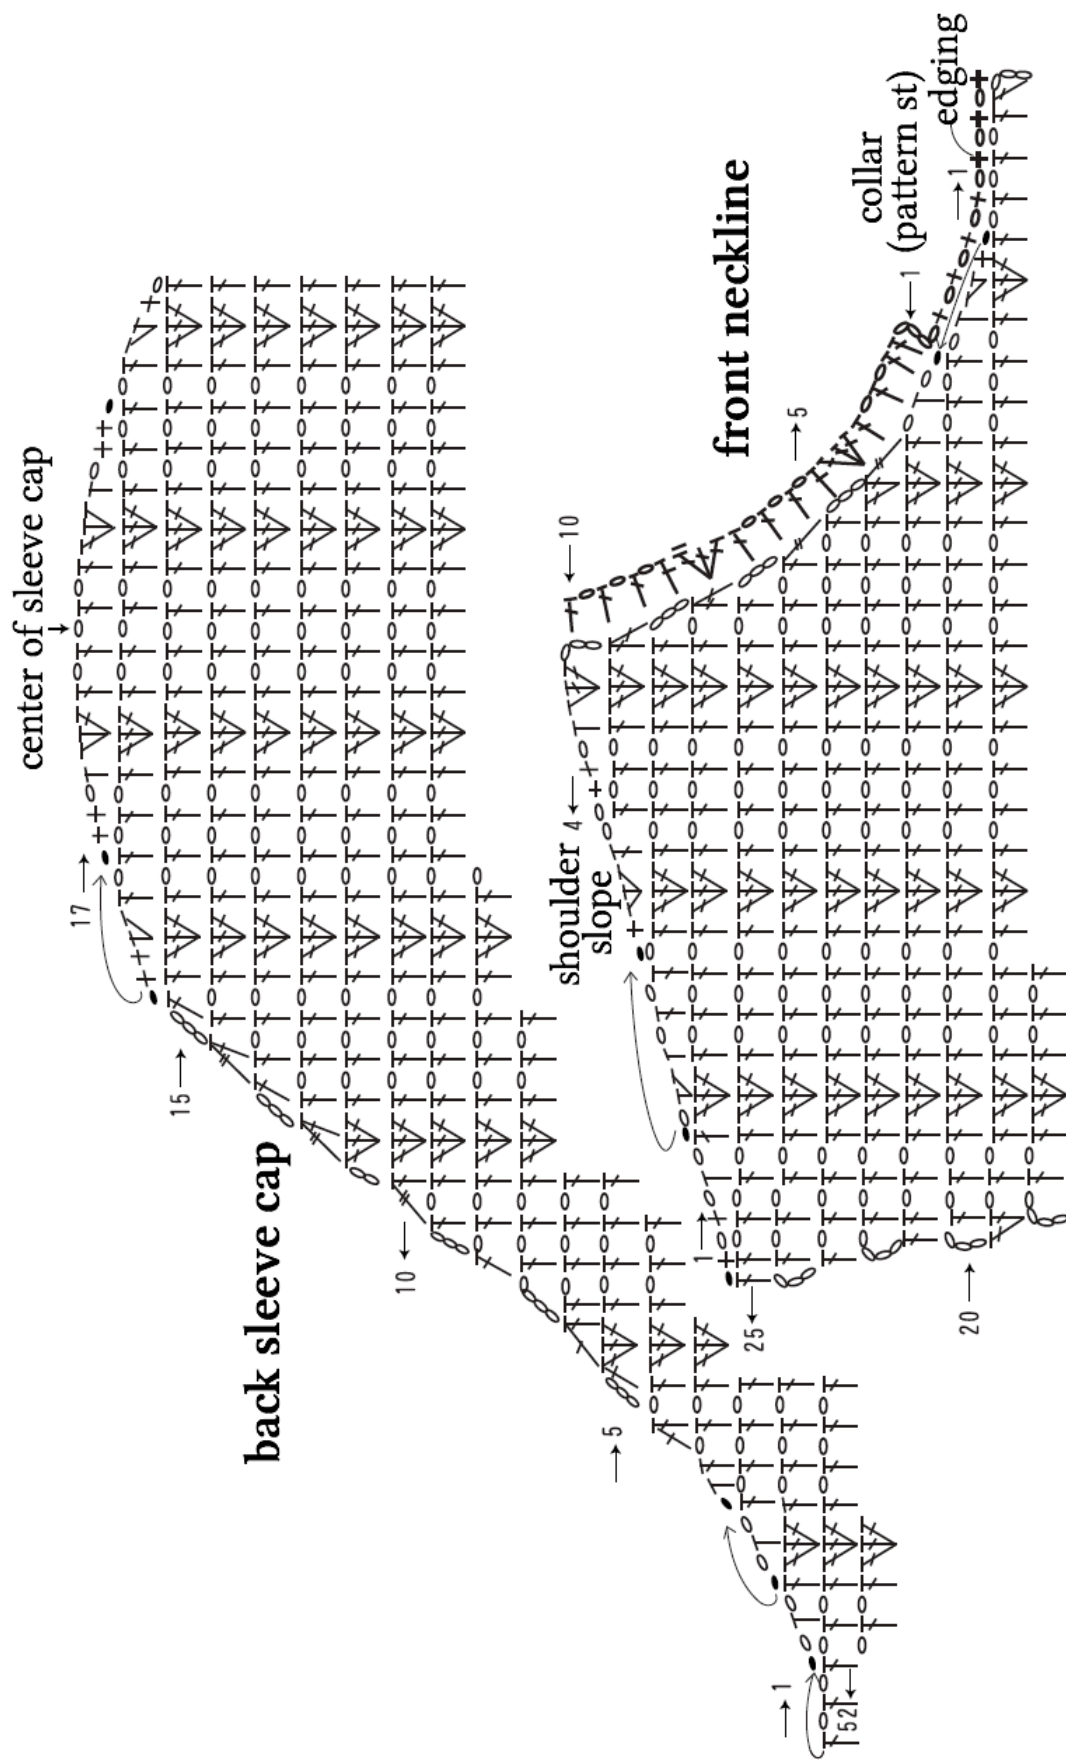 center of sleeve cap
17
15
back sleeve cap
10
5
1
52
front neckline
collar
(pattern st)
edging
1
1
5
10
shoulder
slope
4
1
25
20